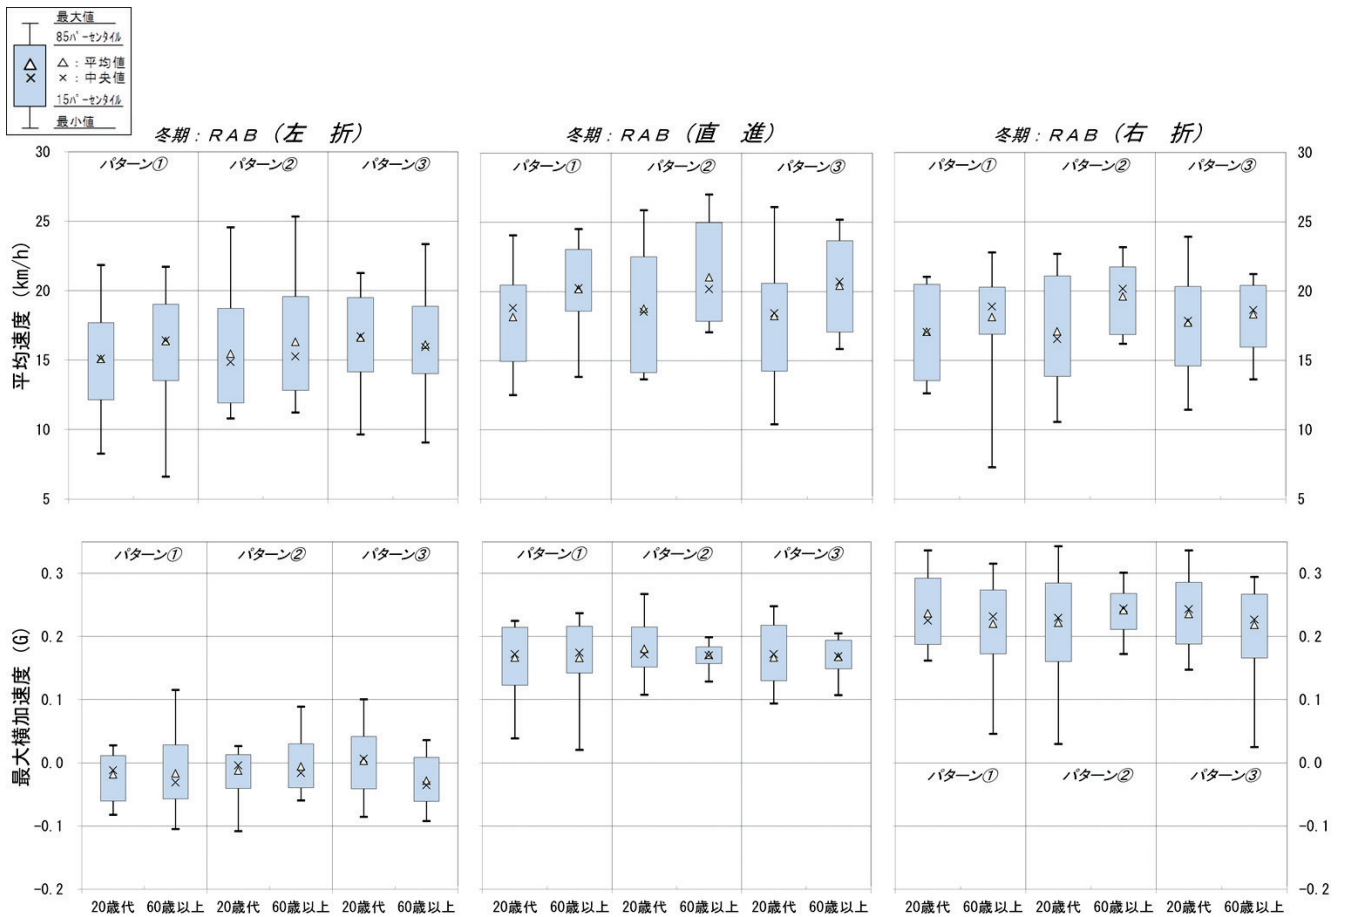 最大値
85パーセンタイル
△：平均値
×：中央値
15パーセンタイル
最小値
冬期：RAB（左　折）
冬期：RAB（直　進）
冬期：RAB（右　折）
平均速度 (km/h)
30
25
20
15
10
5
パターン① パターン② パターン③
パターン① パターン② パターン③
パターン① パターン② パターン③
30
25
20
15
10
5
最大横加速度 (G)
0.3
0.2
0.1
0.0
-0.1
-0.2
パターン① パターン② パターン③
パターン① パターン② パターン③
パターン① パターン② パターン③
0.3
0.2
0.1
0.0
-0.1
-0.2
20歳代 60歳以上 20歳代 60歳以上 20歳代 60歳以上
20歳代 60歳以上 20歳代 60歳以上 20歳代 60歳以上
20歳代 60歳以上 20歳代 60歳以上 20歳代 60歳以上